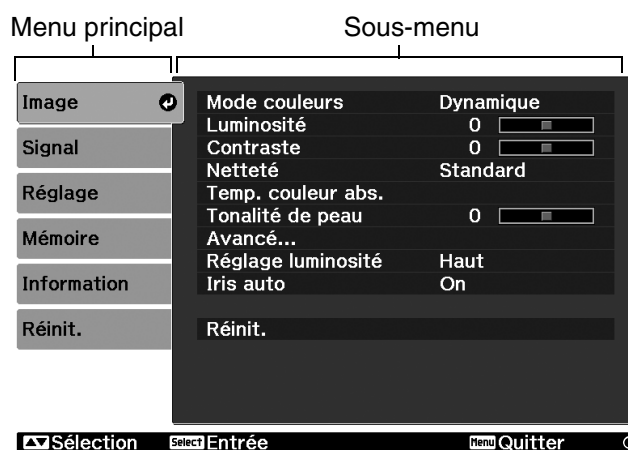 Menu principal Sous-menu
Image
Signal
Réglage
Mémoire
Information
Réinit.
Mode couleurs Dynamique
Luminosité 0
Contraste 0
Netteté Standard
Temp. couleur abs.
Tonalité de peau 0
Avancé...
Réglage luminosité Haut
Iris auto On
Réinit.
Sélection Select Entrée Menu Quitter